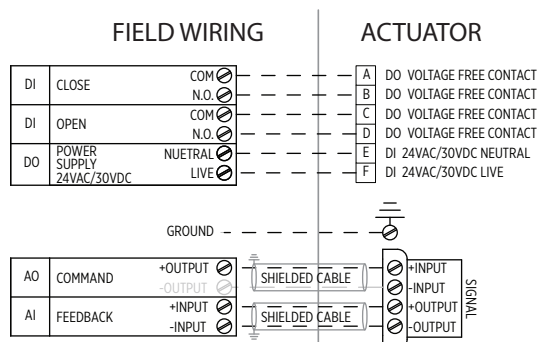 FIELD WIRING ACTUATOR
DI CLOSE COM A DO VOLTAGE FREE CONTACT
N.O. B DO VOLTAGE FREE CONTACT
DI OPEN COM C DO VOLTAGE FREE CONTACT
N.O. D DO VOLTAGE FREE CONTACT
DO POWER SUPPLY 24VAC/30VDC NUETRAL E DI 24VAC/30VDC NEUTRAL
LIVE F DI 24VAC/30VDC LIVE
GROUND
AO COMMAND +OUTPUT SHIELDED CABLE +INPUT
-OUTPUT -INPUT
AI FEEDBACK +INPUT SHIELDED CABLE +OUTPUT
-INPUT -OUTPUT
SIGNAL